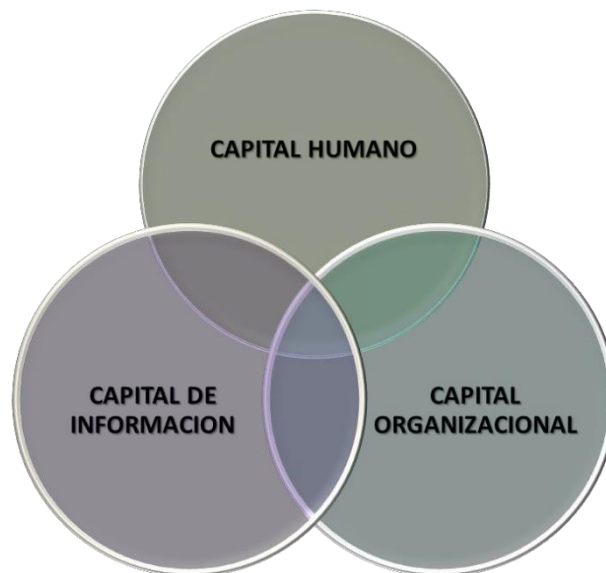 CAPITAL HUMANO
CAPITAL DE
INFORMACION
CAPITAL
ORGANIZACIONAL